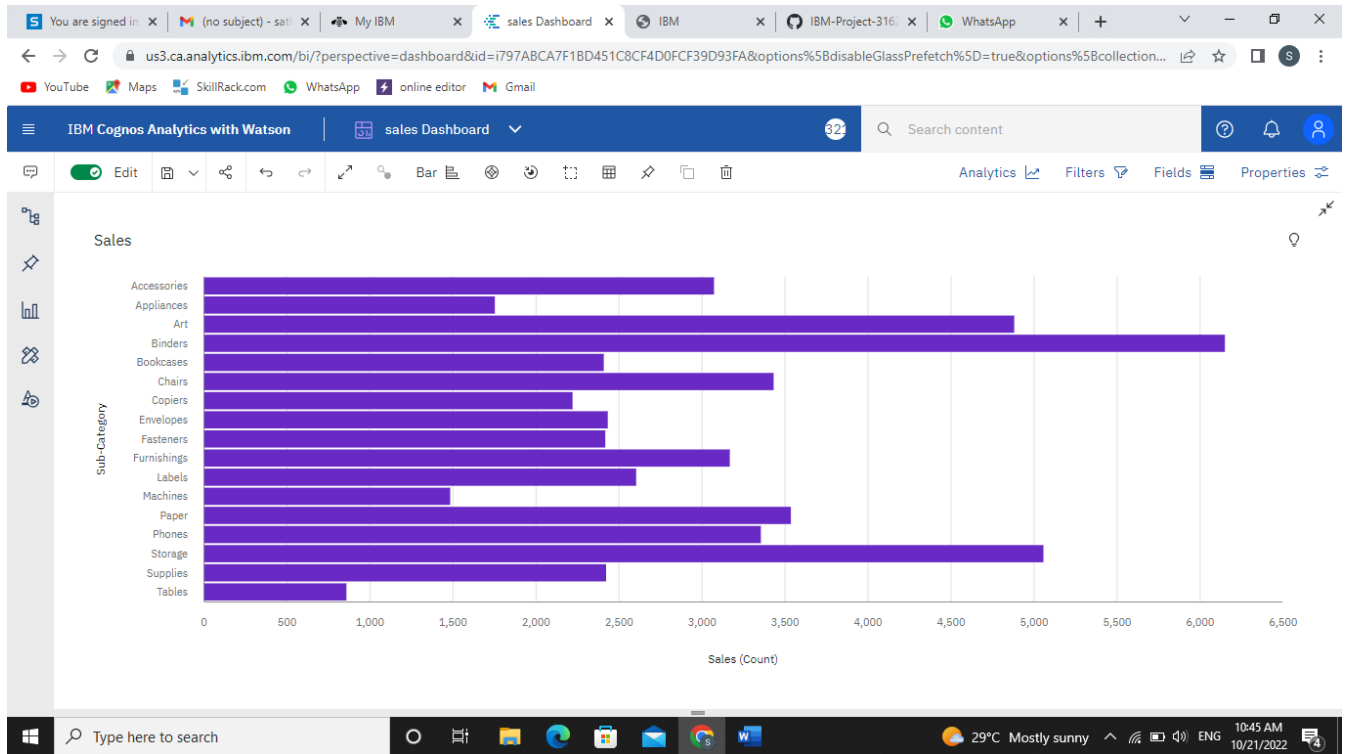 S You are signed in
(no subject) - sati
My IBM
sales Dashboard
IBM
IBM-Project-3162
WhatsApp
us3.ca.analytics.ibm.com/bi/?perspective=dashboard&id=i797ABCA7F1BD451C8CF4D0FCF39D93FA&options%5BdisableGlassPrefetch%5D=true&options%5Bcollection...
S
YouTube Maps SkillRack.com WhatsApp online editor Gmail
IBM Cognos Analytics with Watson
sales Dashboard
321
Search content
Edit
Bar
Analytics
Filters
Fields
Properties
Sales
Sub-Category
Accessories
Appliances
Art
Binders
Bookcases
Chairs
Copiers
Envelopes
Fasteners
Furnishings
Labels
Machines
Paper
Phones
Storage
Supplies
Tables
0 500 1,000 1,500 2,000 2,500 3,000 3,500 4,000 4,500 5,000 5,500 6,000 6,500
Sales (Count)
Type here to search
29°C Mostly sunny
ENG
10:45 AM
10/21/2022
4